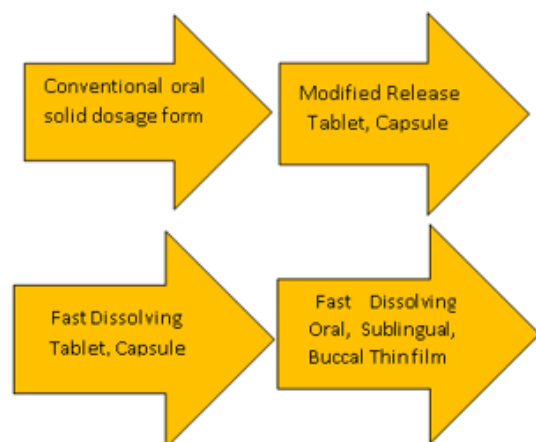 Conventional oral
solid dosage form
Modified Release
Tablet, Capsule
Fast Dissolving
Tablet, Capsule
Fast Dissolving
Oral, Sublingual,
Buccal Thin film